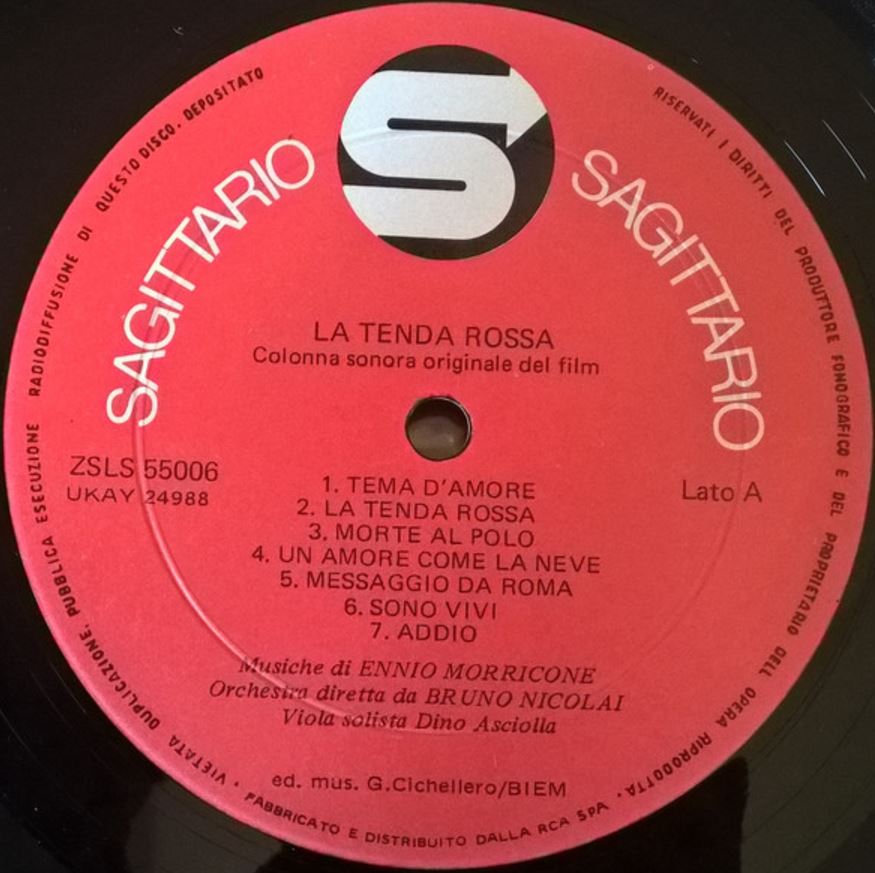 RISERVATI I DIRITTI DEL PRODUTTORE FONOGRAFICO E DEL PROPRIETARIO DELL OPERA RIPRODOTTA · FABBRICATO E DISTRIBUITO DALLA RCA SPA · VIETATA DUPLICAZIONE, PUBBLICA ESECUZIONE RADIODIFFUSIONE DI QUESTO DISCO. DEPOSITATO
SAGITTARIO
S
SAGITTARIO
LA TENDA ROSSA
Colonna sonora originale del film
ZSLS 55006
UKAY 24988
Lato A
1. TEMA D'AMORE
2. LA TENDA ROSSA
3. MORTE AL POLO
4. UN AMORE COME LA NEVE
5. MESSAGGIO DA ROMA
6. SONO VIVI
7. ADDIO
Musiche di ENNIO MORRICONE
Orchestra diretta da BRUNO NICOLAI
Viola solista Dino Asciolla
ed. mus. G.Cichellero/BIEM